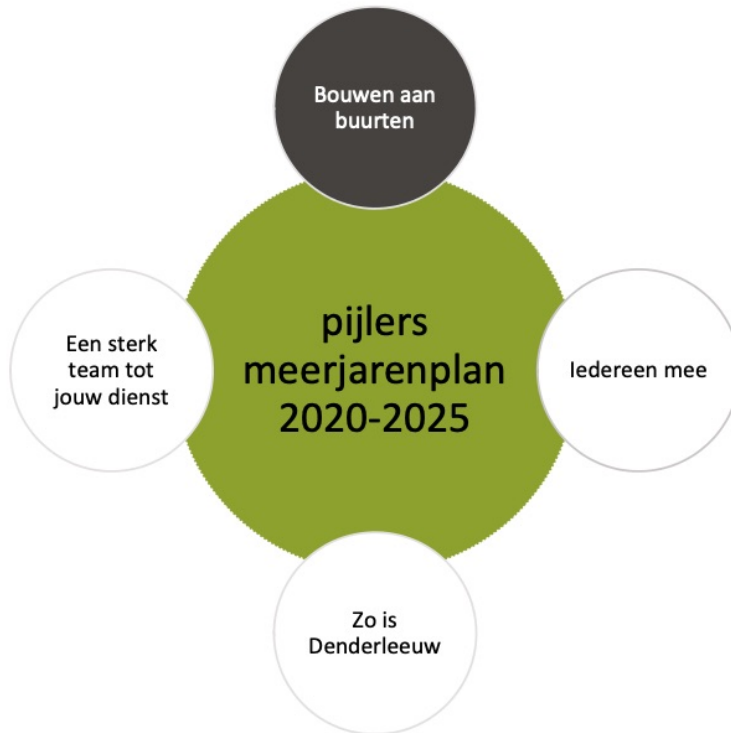 Bouwen aan
buurten
pijlers
meerjarenplan
2020-2025
Een sterk
team tot
jouw dienst
Iedereen mee
Zo is
Denderleeuw